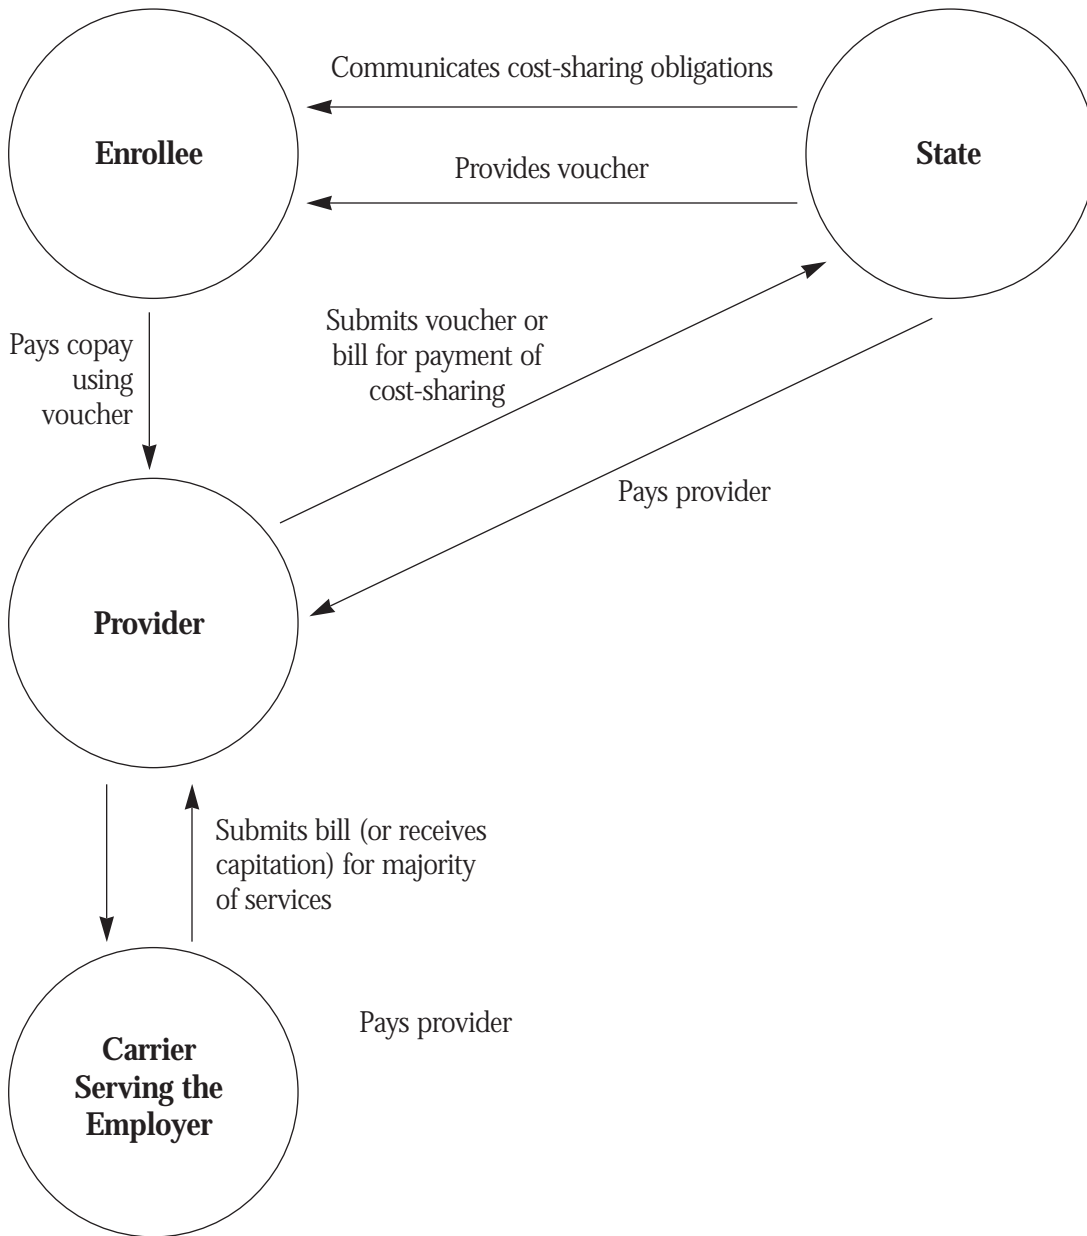 Communicates cost-sharing obligations
Enrollee
State
Provides voucher
Submits voucher or
bill for payment of
cost-sharing
Pays copay
using
voucher
Pays provider
Provider
Submits bill (or receives
capitation) for majority
of services
Pays provider
Carrier
Serving the
Employer